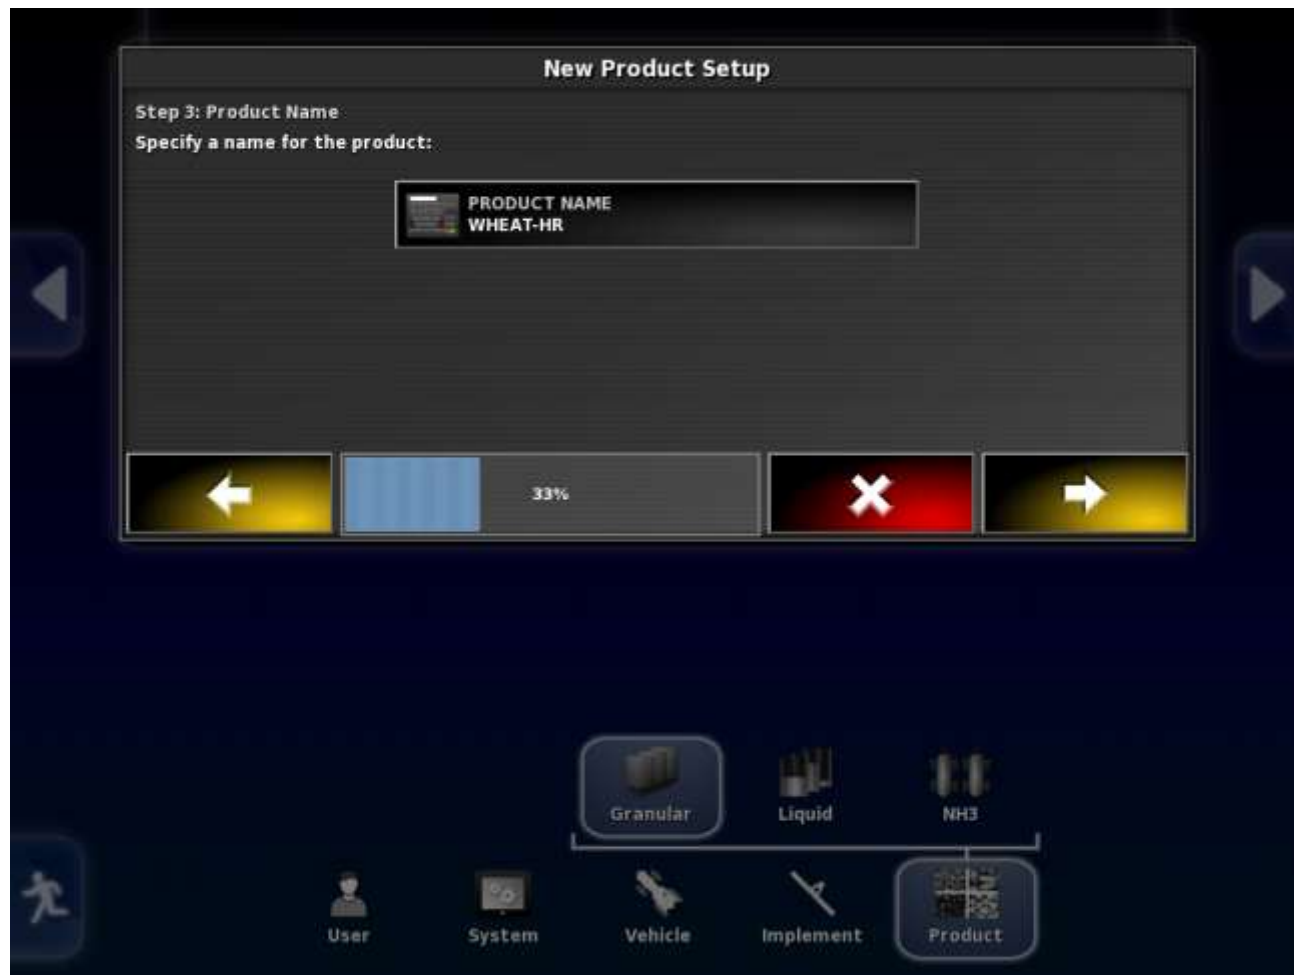 New Product Setup
Step 3: Product Name
Specify a name for the product:
PRODUCT NAME
WHEAT-HR
33%
Granular
Liquid
NH3
User
System
Vehicle
Implement
Product